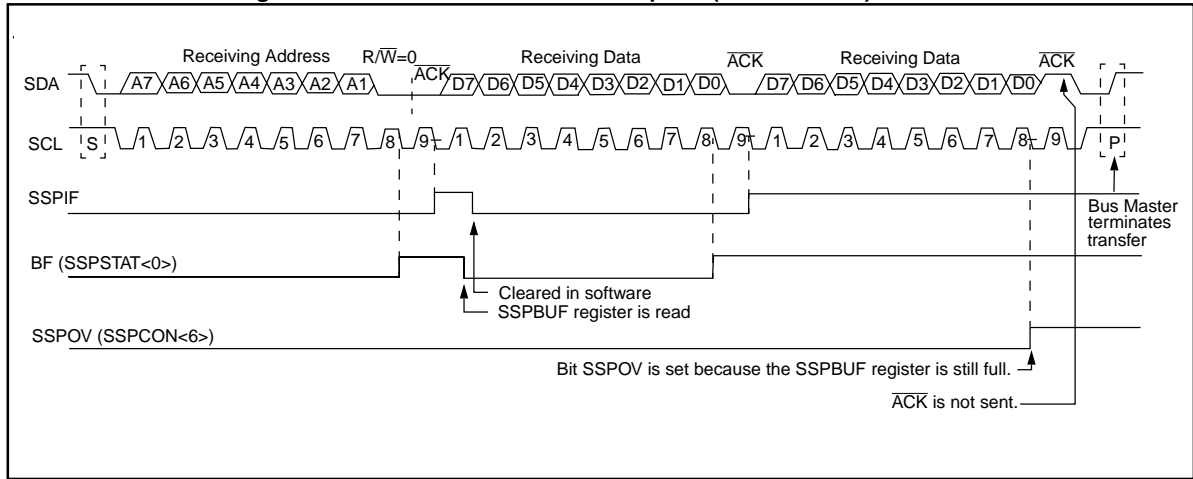 Receiving Address R/W=0 Receiving Data ACK Receiving Data ACK
ACK
SDA A7 A6 A5 A4 A3 A2 A1 D7 D6 D5 D4 D3 D2 D1 D0 D7 D6 D5 D4 D3 D2 D1 D0
SCL S 1 2 3 4 5 6 7 8 9 1 2 3 4 5 6 7 8 9 1 2 3 4 5 6 7 8 9 P
SSPIF
Bus Master
terminates
transfer
BF (SSPSTAT<0>)
Cleared in software
SSPBUF register is read
SSPOV (SSPCON<6>)
Bit SSPOV is set because the SSPBUF register is still full.
ACK is not sent.